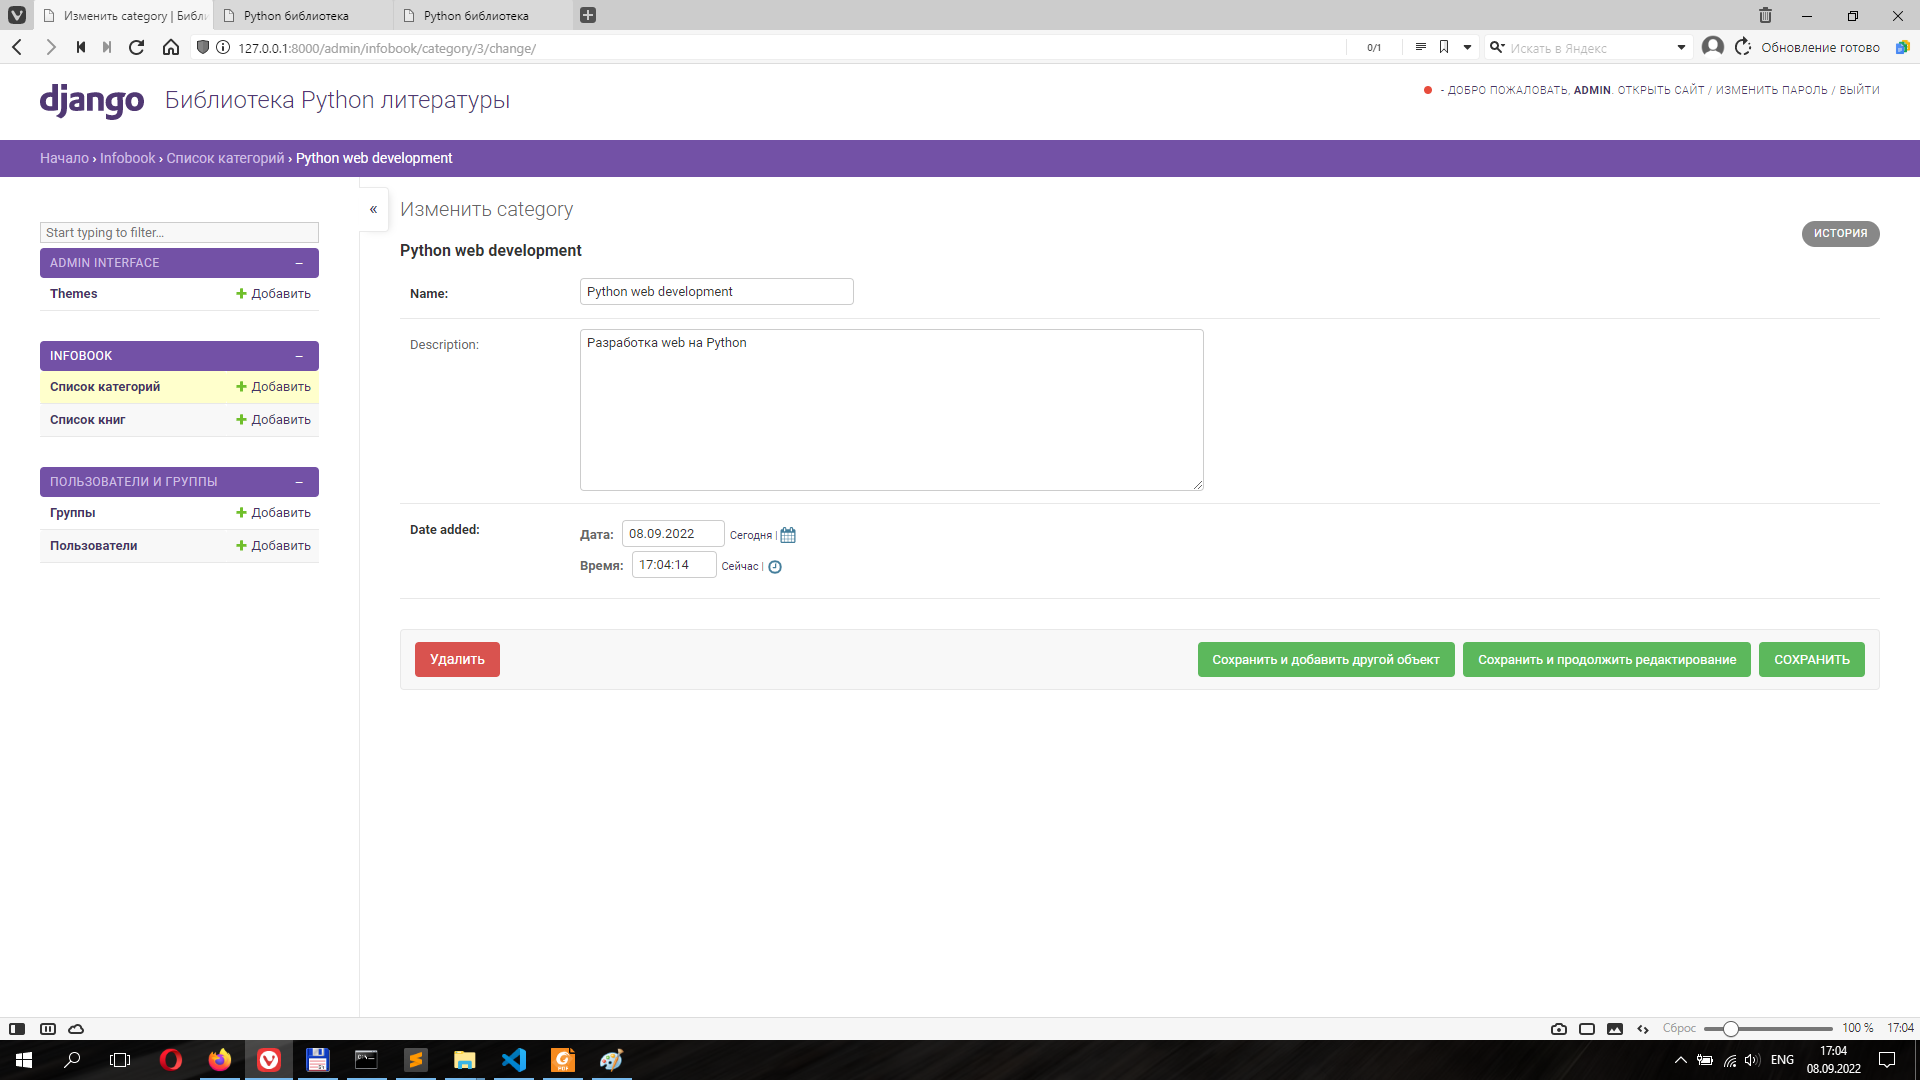 Изменить category | Библи
Python библиотека
Python библиотека
127.0.0.1:8000/admin/infobook/category/3/change/
0/1
Искать в Яндекс
Обновление готово
django
Библиотека Python литературы
- ДОБРО ПОЖАЛОВАТЬ, ADMIN. ОТКРЫТЬ САЙТ / ИЗМЕНИТЬ ПАРОЛЬ / ВЫЙТИ
Начало › Infobook › Список категорий › Python web development
Start typing to filter...
ADMIN INTERFACE –
Themes
Добавить
INFOBOOK –
Список категорий
Добавить
Список книг
Добавить
ПОЛЬЗОВАТЕЛИ И ГРУППЫ –
Группы
Добавить
Пользователи
Добавить
«
Изменить category
ИСТОРИЯ
Python web development
Name:
Python web development
Description:
Разработка web на Python
Date added:
Дата: 08.09.2022 Сегодня |
Время: 17:04:14 Сейчас |
Удалить
Сохранить и добавить другой объект
Сохранить и продолжить редактирование
СОХРАНИТЬ
Сброс
100 %
17:04
ENG
17:04
08.09.2022